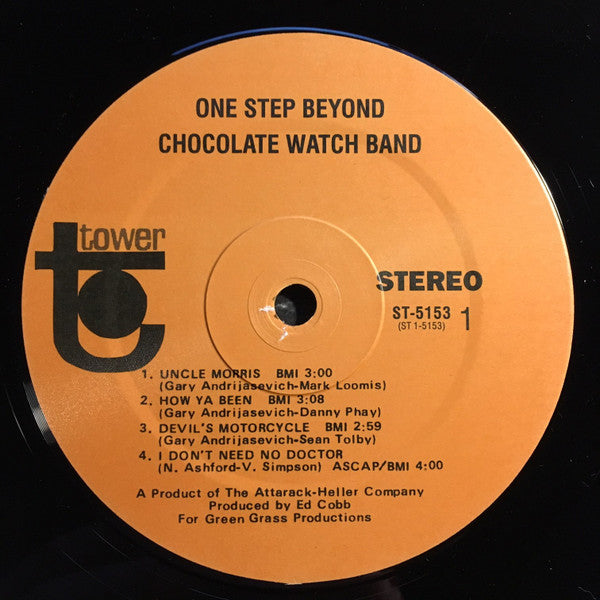 ONE STEP BEYOND
CHOCOLATE WATCH BAND
tower
STEREO
ST-5153
(ST 1-5153)
1
1. UNCLE MORRIS BMI 3:00
(Gary Andrijasevich-Mark Loomis)
2. HOW YA BEEN BMI 3:08
(Gary Andrijasevich-Danny Phay)
3. DEVIL'S MOTORCYCLE BMI 2:59
(Gary Andrijasevich-Sean Tolby)
4. I DON'T NEED NO DOCTOR
(N. Ashford-V. Simpson) ASCAP/BMI 4:00
A Product of The Attarack-Heller Company
Produced by Ed Cobb
For Green Grass Productions